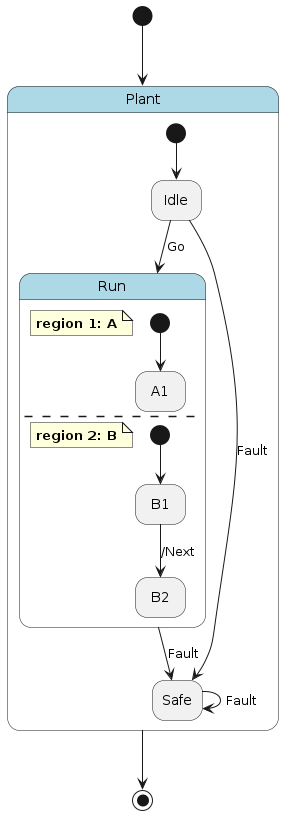 Plant
Idle
Go
Run
region 1: A
A1
region 2: B
B1
/Next
B2
Fault
Fault
Safe
Fault